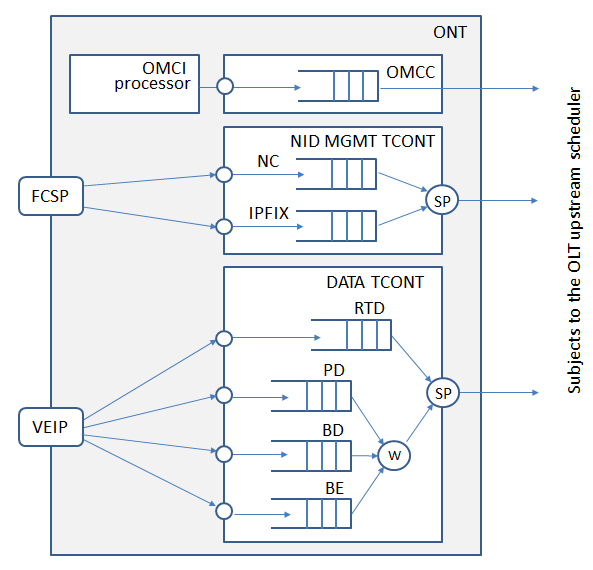 ONT
OMCI
processor
OMCC
NID MGMT TCONT
NC
FCSP
IPFIX
SP
DATA TCONT
RTD
PD
SP
VEIP
BD
W
BE
Subjects to the OLT upstream scheduler